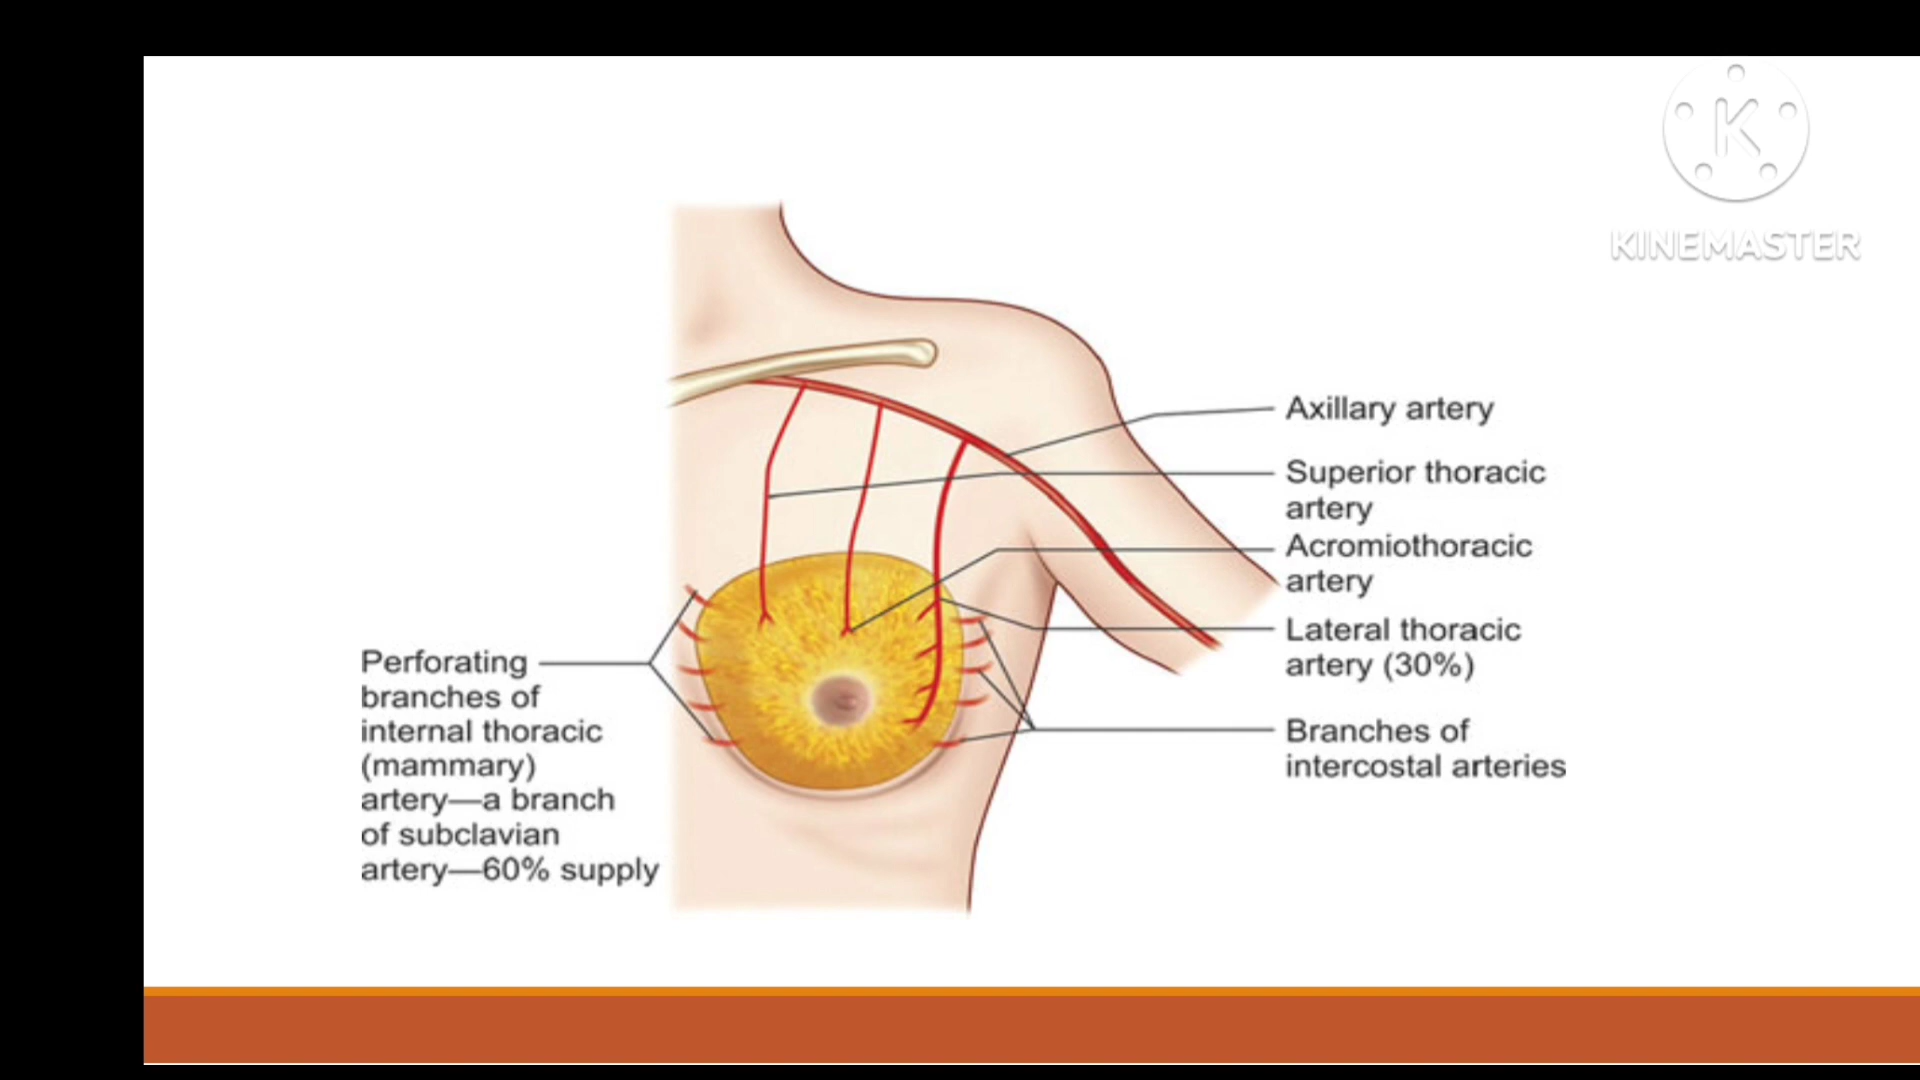 K
KINEMASTER
Axillary artery
Superior thoracic
artery
Acromiothoracic
artery
Lateral thoracic
artery (30%)
Branches of
intercostal arteries
Perforating
branches of
internal thoracic
(mammary)
artery—a branch
of subclavian
artery—60% supply